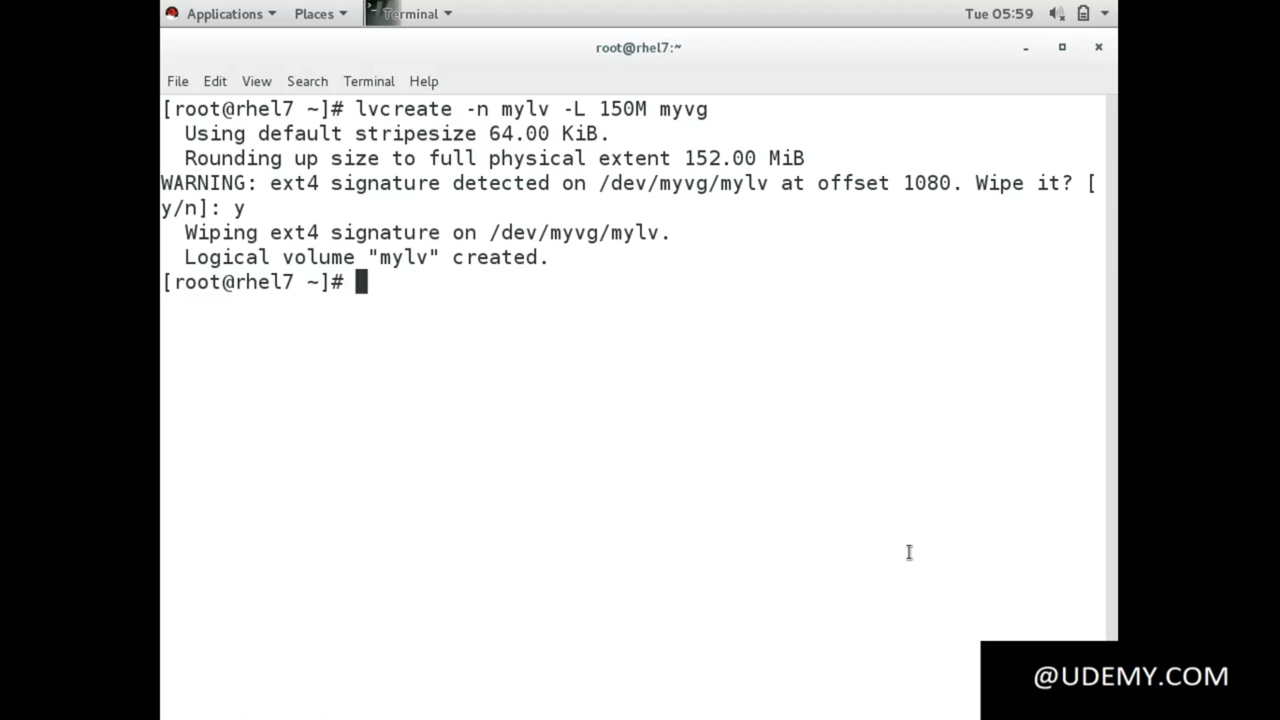 Applications Places Terminal Tue 05:59
root@rhel7:~
File Edit View Search Terminal Help
[root@rhel7 ~]# lvcreate -n mylv -L 150M myvg
Using default stripesize 64.00 KiB.
Rounding up size to full physical extent 152.00 MiB
WARNING: ext4 signature detected on /dev/myvg/mylv at offset 1080. Wipe it? [
y/n]: y
Wiping ext4 signature on /dev/myvg/mylv.
Logical volume "mylv" created.
[root@rhel7 ~]#
@UDEMY.COM